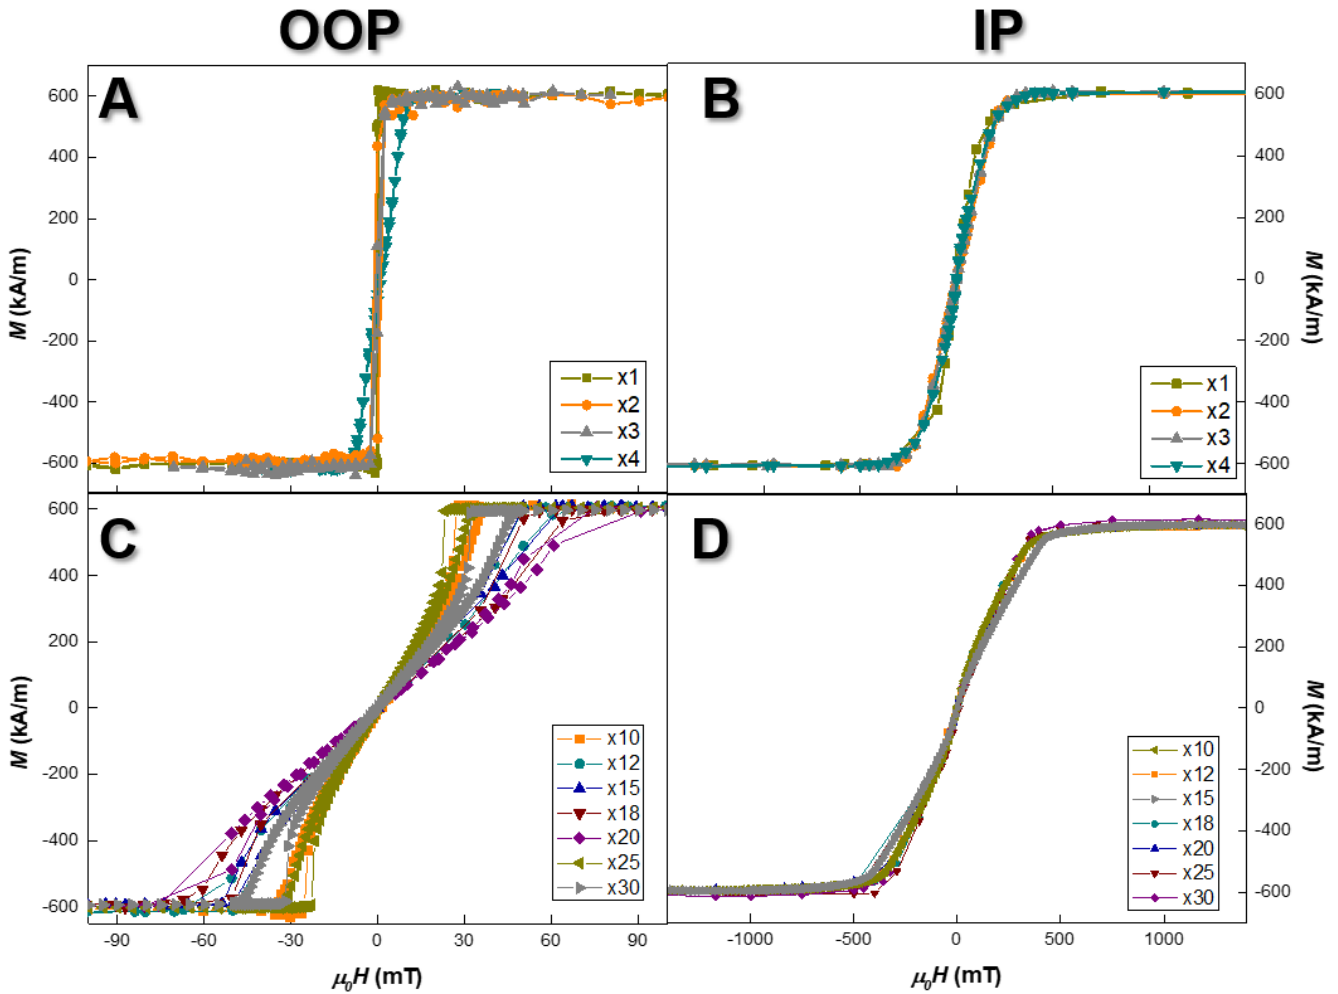 OOP
IP
A
600
400
200
0
-200
-400
-600
M (kA/m)
x1
x2
x3
x4
B
600
400
200
0
-200
-400
-600
M (kA/m)
x1
x2
x3
x4
C
600
400
200
0
-200
-400
-600
M (kA/m)
x10
x12
x15
x18
x20
x25
x30
-90
-60
-30
0
30
60
90
μ0H (mT)
D
600
400
200
0
-200
-400
-600
M (kA/m)
x10
x12
x15
x18
x20
x25
x30
-1000
-500
0
500
1000
μ0H (mT)